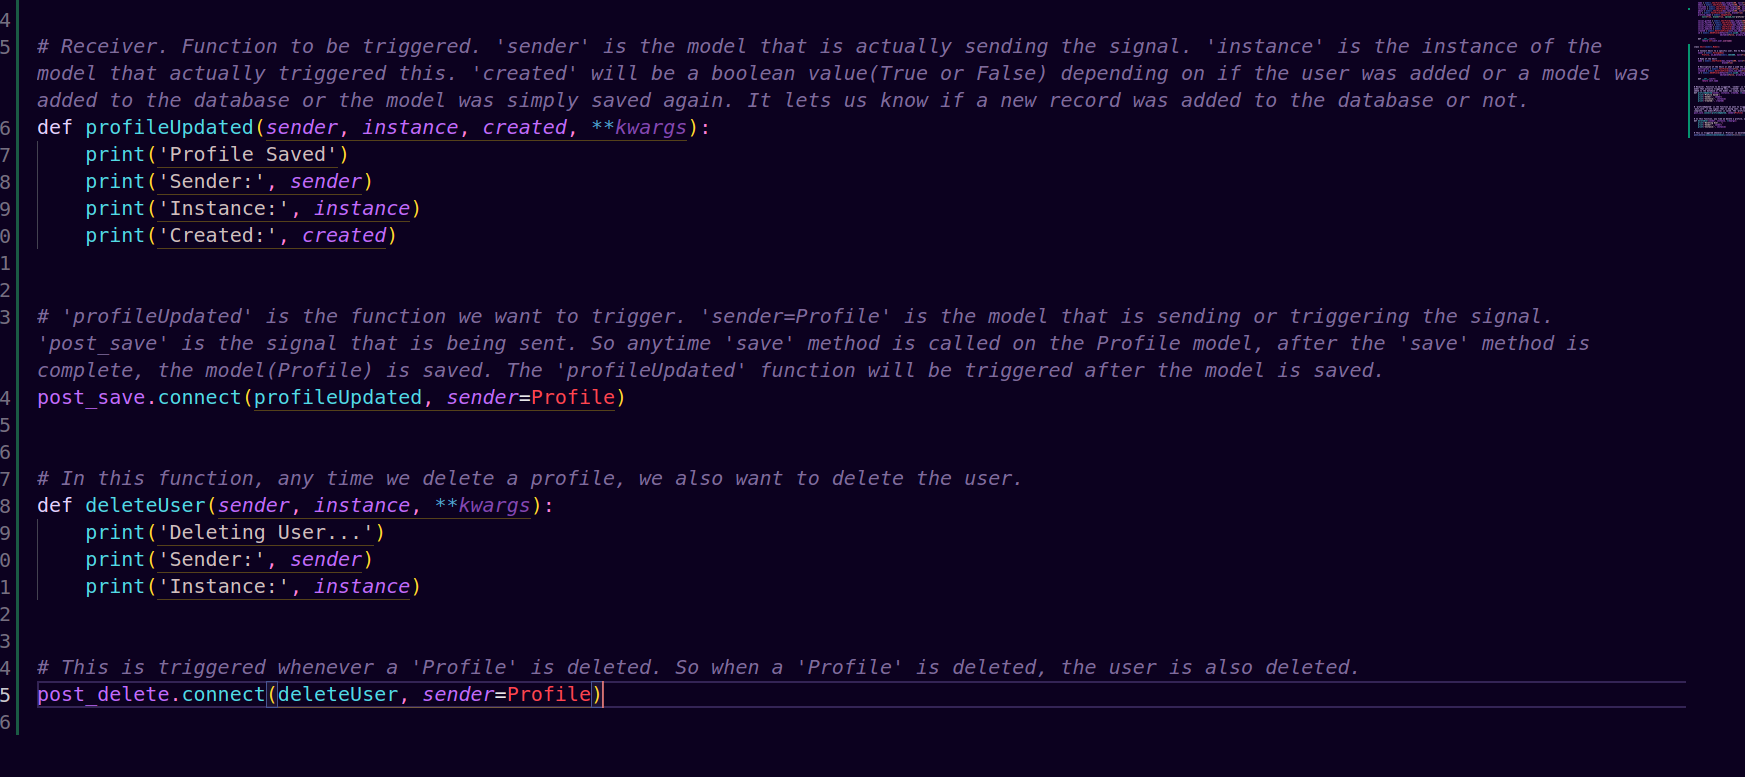 4
5 # Receiver. Function to be triggered. 'sender' is the model that is actually sending the signal. 'instance' is the instance of the
model that actually triggered this. 'created' will be a boolean value(True or False) depending on if the user was added or a model was
added to the database or the model was simply saved again. It lets us know if a new record was added to the database or not.
6 def profileUpdated(sender, instance, created, **kwargs):
7     print('Profile Saved')
8     print('Sender:', sender)
9     print('Instance:', instance)
0     print('Created:', created)
1
2
3 # 'profileUpdated' is the function we want to trigger. 'sender=Profile' is the model that is sending or triggering the signal.
'post_save' is the signal that is being sent. So anytime 'save' method is called on the Profile model, after the 'save' method is
complete, the model(Profile) is saved. The 'profileUpdated' function will be triggered after the model is saved.
4 post_save.connect(profileUpdated, sender=Profile)
5
6
7 # In this function, any time we delete a profile, we also want to delete the user.
8 def deleteUser(sender, instance, **kwargs):
9     print('Deleting User...')
0     print('Sender:', sender)
1     print('Instance:', instance)
2
3
4 # This is triggered whenever a 'Profile' is deleted. So when a 'Profile' is deleted, the user is also deleted.
5 post_delete.connect(deleteUser, sender=Profile)
6